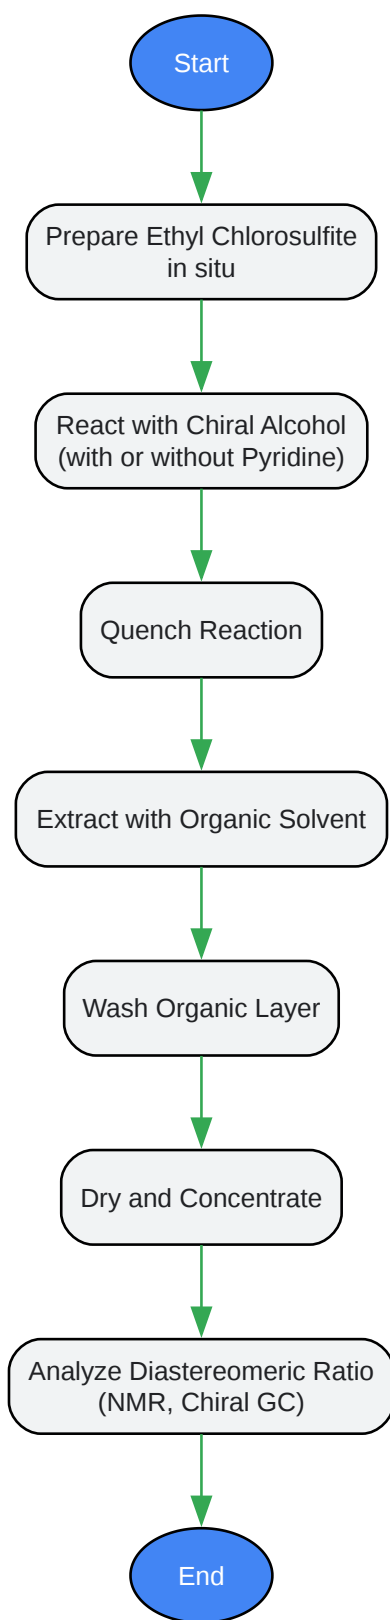 Start
Prepare Ethyl Chlorosulfite
in situ
React with Chiral Alcohol
(with or without Pyridine)
Quench Reaction
Extract with Organic Solvent
Wash Organic Layer
Dry and Concentrate
Analyze Diastereomeric Ratio
(NMR, Chiral GC)
End